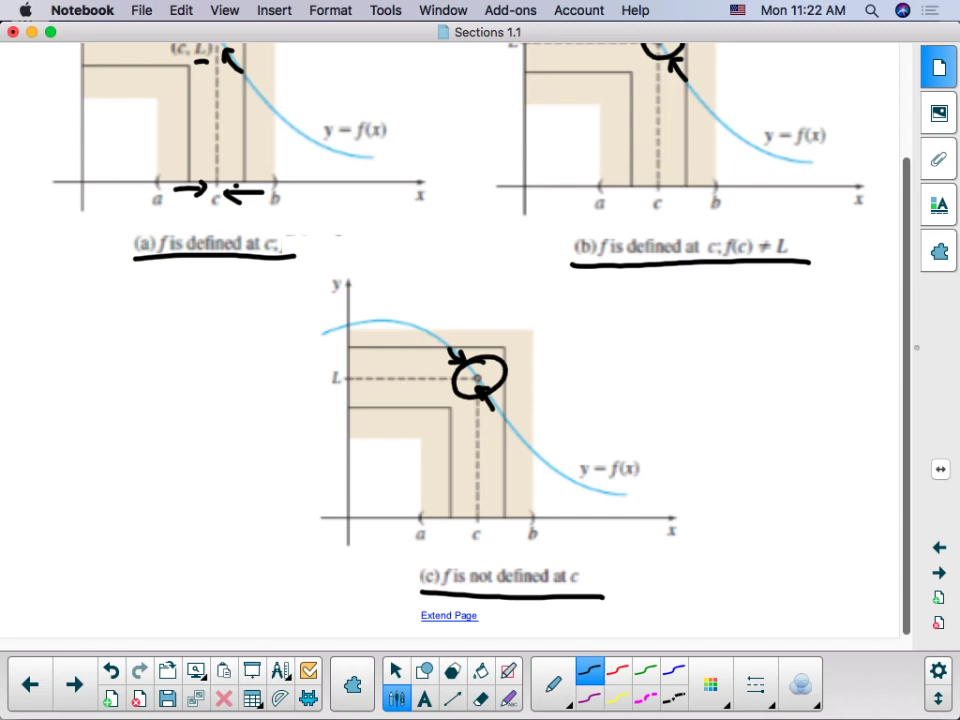 Notebook File Edit View Insert Format Tools Window Add-ons Account Help Mon 11:22 AM
Sections 1.1
(c, L)
y = f(x)
a c b x
(a) f is defined at c;
L
y = f(x)
a c b x
(b) f is defined at c; f(c) ≠ L
y
L
y = f(x)
a c b x
(c) f is not defined at c
Extend Page